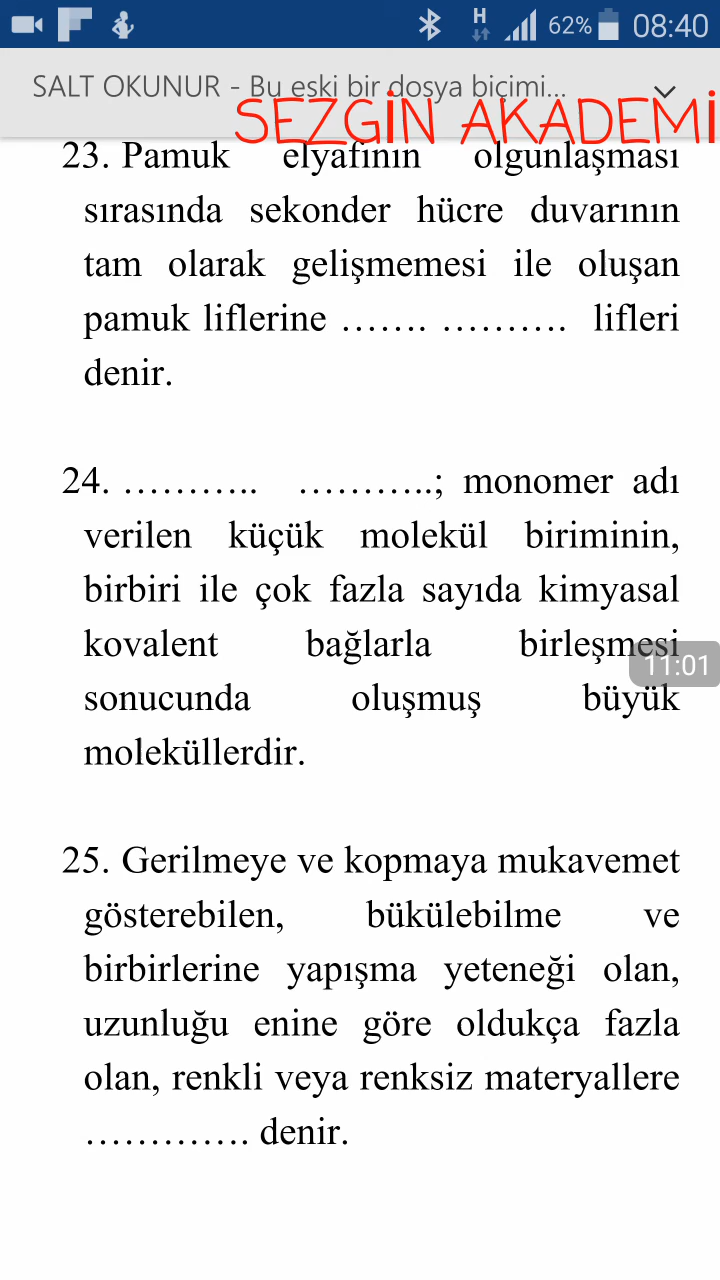 H 62% 08:40
SALT OKUNUR - Bu eski bir dosya biçimi...
SEZGİN AKADEMİ
23. Pamuk elyafının olgunlaşması
sırasında sekonder hücre duvarının
tam olarak gelişmemesi ile oluşan
pamuk liflerine ……. ………. lifleri
denir.
24. ……….. ………..; monomer adı
verilen küçük molekül biriminin,
birbiri ile çok fazla sayıda kimyasal
kovalent bağlarla birleşmesi
11:01
sonucunda oluşmuş büyük
moleküllerdir.
25. Gerilmeye ve kopmaya mukavemet
gösterebilen, bükülebilme ve
birbirlerine yapışma yeteneği olan,
uzunluğu enine göre oldukça fazla
olan, renkli veya renksiz materyallere
…………. denir.